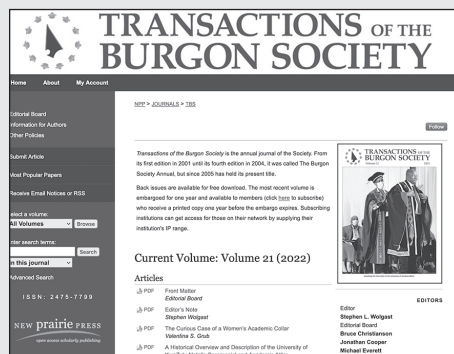 TRANSACTIONS OF THE
BURGON SOCIETY
Home About My Account
Editorial Board
Information for Authors
Other Policies
Submit Article
Most Popular Papers
Receive Email Notices or RSS
Select a volume:
All Volumes Browse
Enter search terms:
Search
in this journal
Advanced Search
ISSN: 2475-7799
NEW prairie PRESS
open access scholarly publishing
NPP > JOURNALS > TBS
Follow
Transactions of the Burgon Society is the annual journal of the Society. From
its first edition in 2001 until its fourth edition in 2004, it was called The Burgon
Society Annual, but since 2005 has held its present title.
Back issues are available for free download. The most recent volume is
embargoed for one year and available to members (click here to subscribe)
who receive a printed copy one year before the embargo expires. Subscribing
institutions can get access for those on their network by supplying their
institution's IP range.
Current Volume: Volume 21 (2022)
Articles
PDF Front Matter
Editorial Board
PDF Editor's Note
Stephen Wolgast
PDF The Curious Case of a Women's Academic Collar
Valentina S. Grub
PDF A Historical Overview and Description of the University of
TRANSACTIONS OF THE
BURGON SOCIETY
EDITORS
Editor
Stephen L. Wolgast
Editorial Board
Bruce Christianson
Jonathan Cooper
Michael Everett